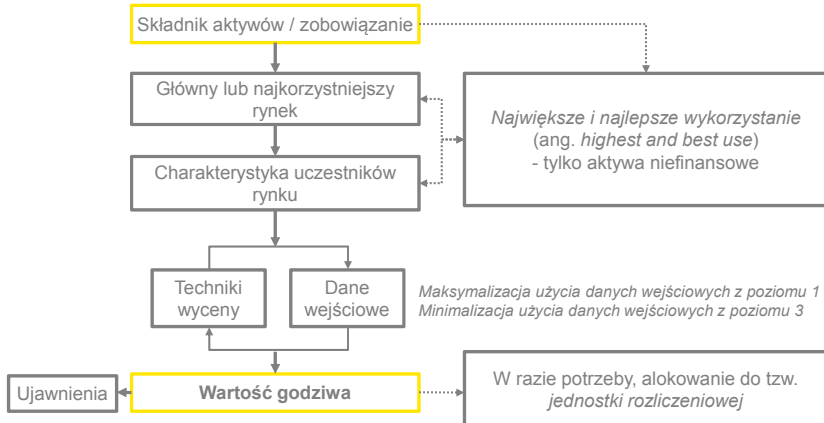 Składnik aktywów / zobowiązanie
Główny lub najkorzystniejszy
rynek
Największe i najlepsze wykorzystanie
(ang. highest and best use)
- tylko aktywa niefinansowe
Charakterystyka uczestników
rynku
Techniki
wyceny
Dane
wejściowe
Maksymalizacja użycia danych wejściowych z poziomu 1
Minimalizacja użycia danych wejściowych z poziomu 3
Ujawnienia
Wartość godziwa
W razie potrzeby, alokowanie do tzw.
jednostki rozliczeniowej